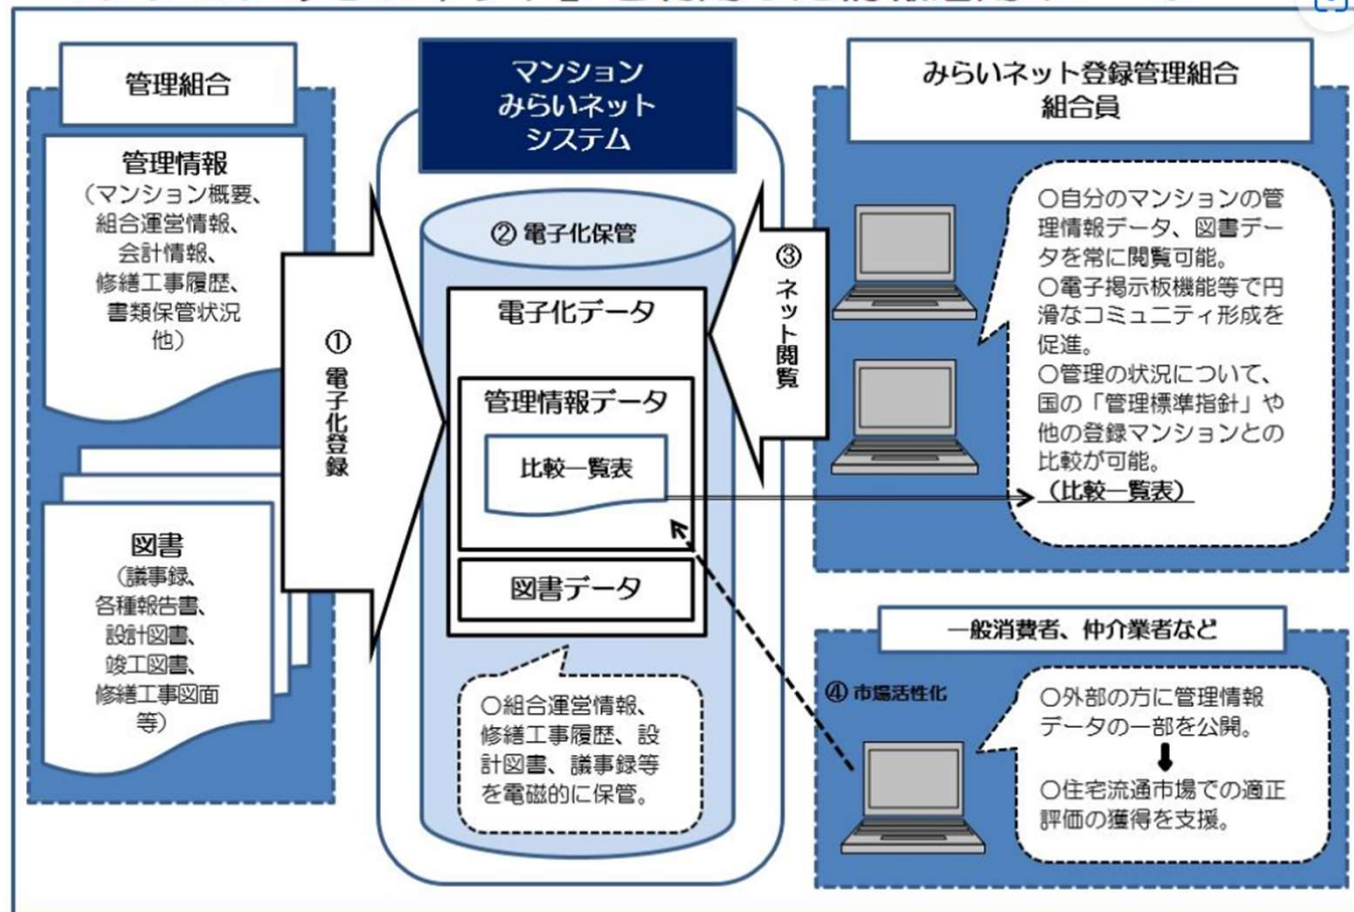 管理組合
管理情報
（マンション概要、
組合運営情報、
会計情報、
修繕工事履歴、
書類保管状況
他）
図書
（議事録、
各種報告書、
設計図書、
竣工図書、
修繕工事図面
等）
①電子化登録
マンション
みらいネット
システム
②電子化保管
電子化データ
管理情報データ
比較一覧表
図書データ
〇組合運営情報、
修繕工事履歴、設
計図書、議事録等
を電磁的に保管。
③ネット閲覧
みらいネット登録管理組合
組合員
〇自分のマンションの管
理情報データ、図書デー
タを常に閲覧可能。
〇電子掲示板機能等で円
滑なコミュニティ形成を
促進。
〇管理の状況について、
国の「管理標準指針」や
他の登録マンションとの
比較が可能。
（比較一覧表）
一般消費者、仲介業者など
④市場活性化
〇外部の方に管理情報
データの一部を公開。
〇住宅流通市場での適正
評価の獲得を支援。